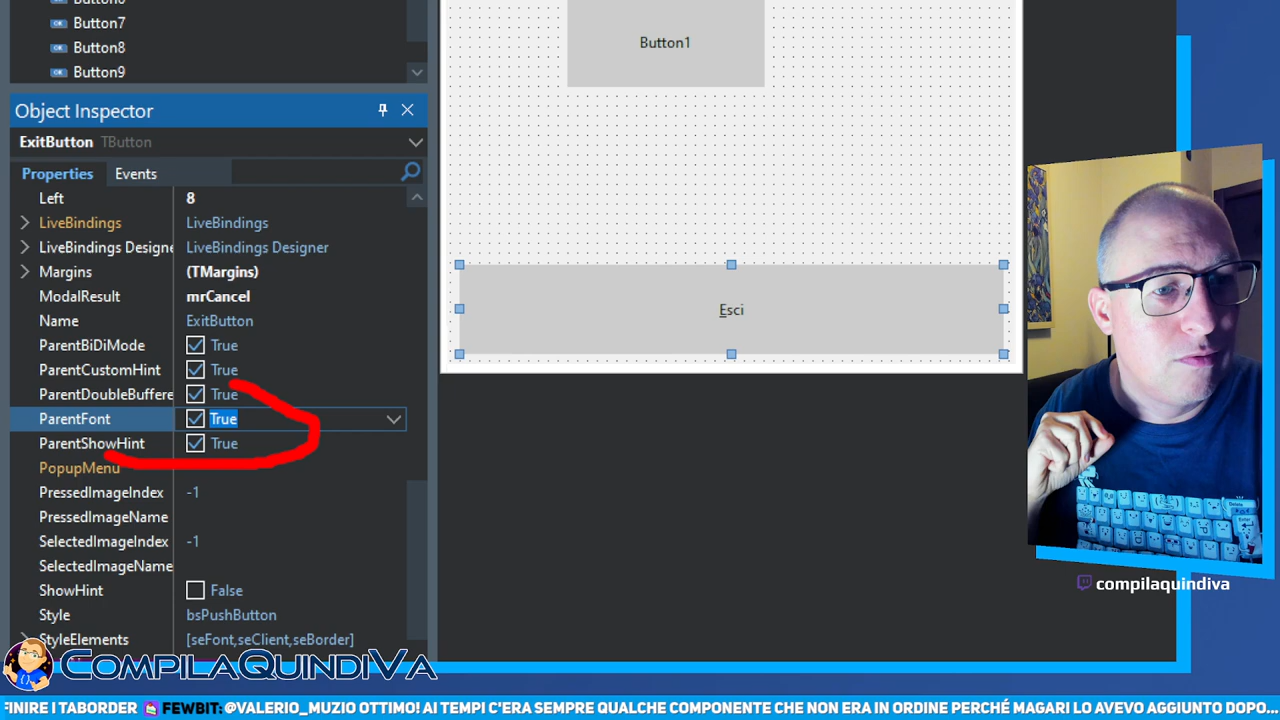 Button7
Button8
Button9
Button1
Object Inspector
ExitButton TButton
Properties Events
Left 8
LiveBindings LiveBindings
LiveBindings Designe LiveBindings Designer
Margins (TMargins)
ModalResult mrCancel
Name ExitButton
ParentBiDiMode True
ParentCustomHint True
ParentDoubleBuffere True
ParentFont True
ParentShowHint True
PopupMenu
PressedImageIndex -1
PressedImageName
SelectedImageIndex -1
SelectedImageName
ShowHint False
Style bsPushButton
StyleElements [seFont,seClient,seBorder]
Esci
Delete
Enter
compilaquindiva
COMPILAQUINDIVA
FINIRE I TABORDER FEWBIT: @VALERIO_MUZIO OTTIMO! AI TEMPI C'ERA SEMPRE QUALCHE COMPONENTE CHE NON ERA IN ORDINE PERCHÉ MAGARI LO AVEVO AGGIUNTO DOPO...